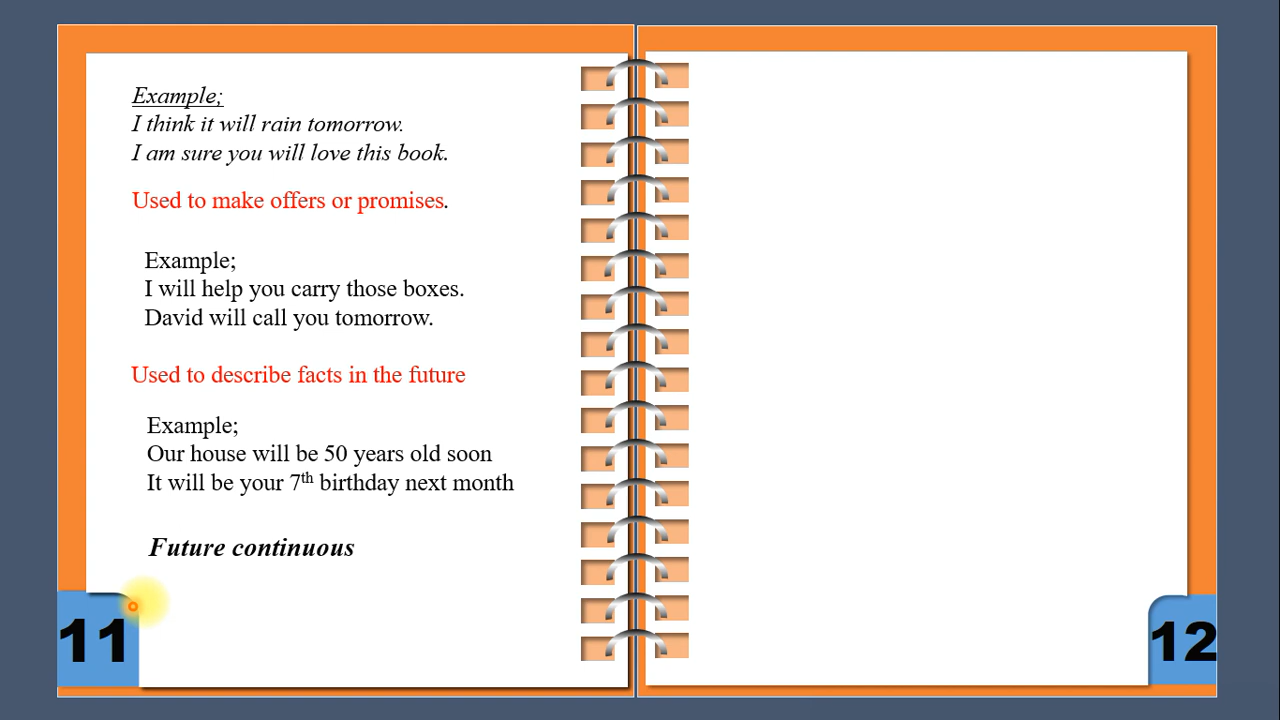 Example;
I think it will rain tomorrow.
I am sure you will love this book.
Used to make offers or promises.
Example;
I will help you carry those boxes.
David will call you tomorrow.
Used to describe facts in the future
Example;
Our house will be 50 years old soon
It will be your 7th birthday next month
Future continuous
11
12